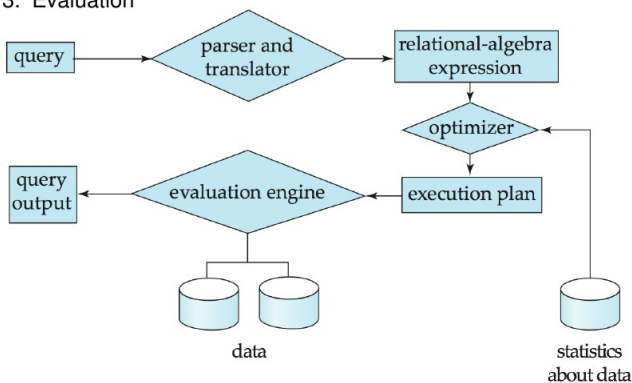 3. Evaluation
query
parser and
translator
relational-algebra
expression
optimizer
query
output
evaluation engine
execution plan
data
statistics
about data